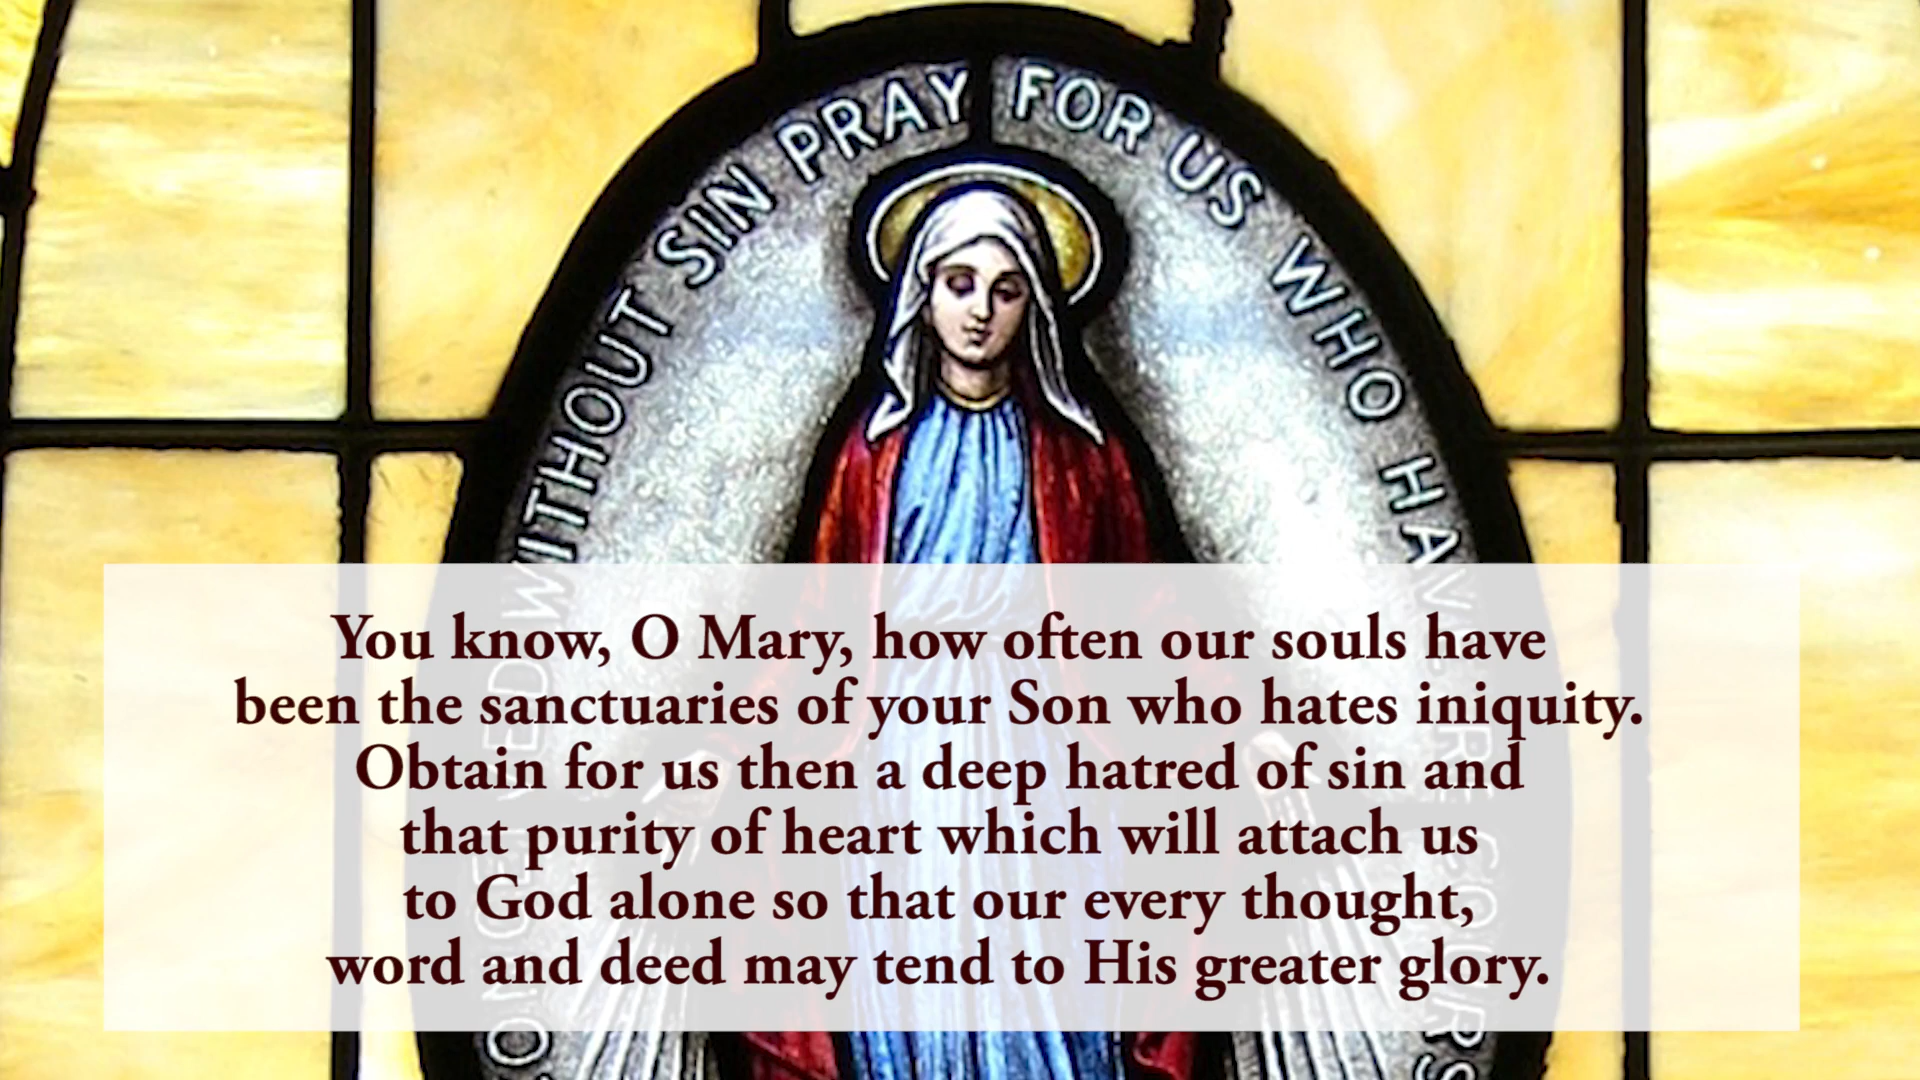 CONCEIVED WITHOUT SIN PRAY FOR US WHO HAVE RECOURS
You know, O Mary, how often our souls have
been the sanctuaries of your Son who hates iniquity.
Obtain for us then a deep hatred of sin and
that purity of heart which will attach us
to God alone so that our every thought,
word and deed may tend to His greater glory.